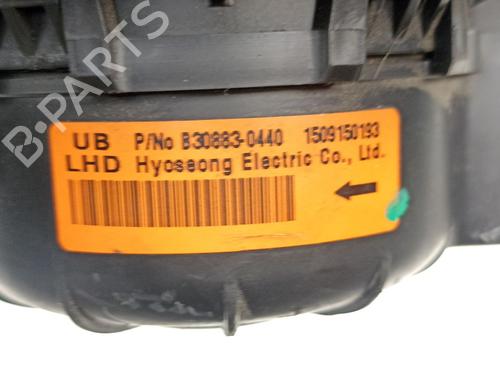 UB P/No B30883-0440 1509150193
LHD Hyoseong Electric Co., Ltd.
B-PARTS